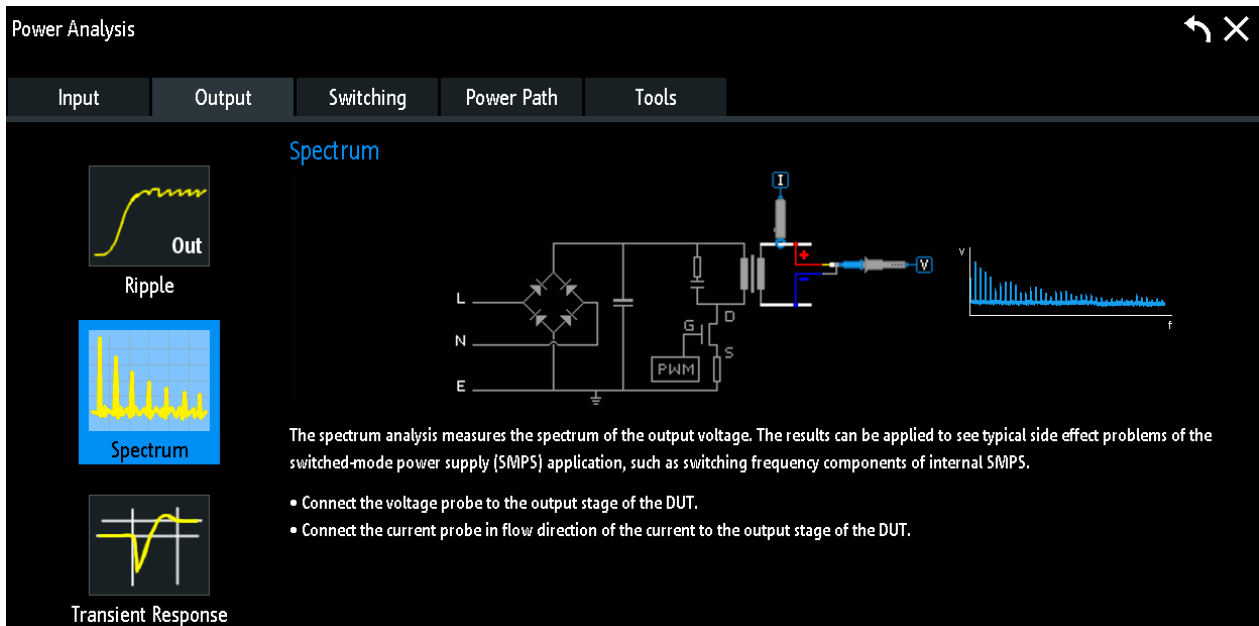 Power Analysis
Input Output Switching Power Path Tools
Spectrum
Out
Ripple
Spectrum
Transient Response
I
+
-
V
L
N
E
G
D
S
PWM
v
f
The spectrum analysis measures the spectrum of the output voltage. The results can be applied to see typical side effect problems of the
switched-mode power supply (SMPS) application, such as switching frequency components of internal SMPS.
• Connect the voltage probe to the output stage of the DUT.
• Connect the current probe in flow direction of the current to the output stage of the DUT.